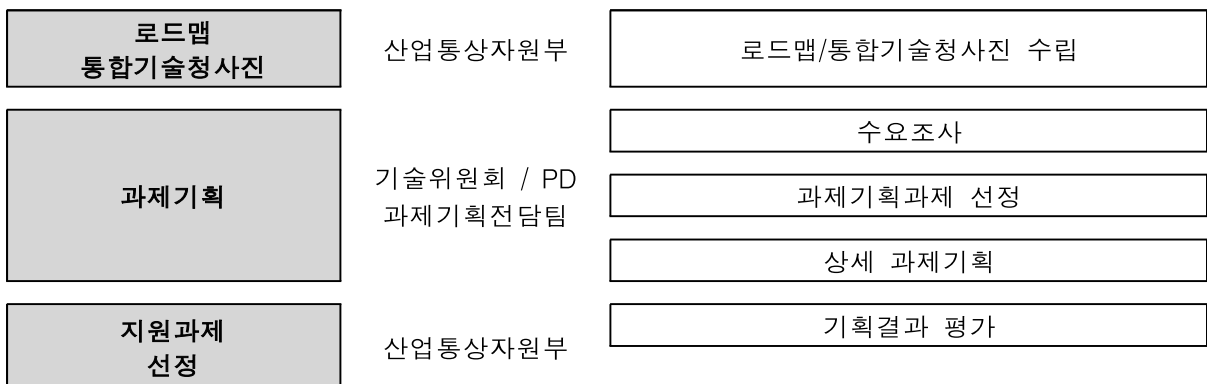 로드맵
통합기술청사진
산업통상자원부
로드맵/통합기술청사진 수립
과제기획
기술위원회 / PD
과제기획전담팀
수요조사
과제기획과제 선정
상세 과제기획
지원과제
선정
산업통상자원부
기획결과 평가